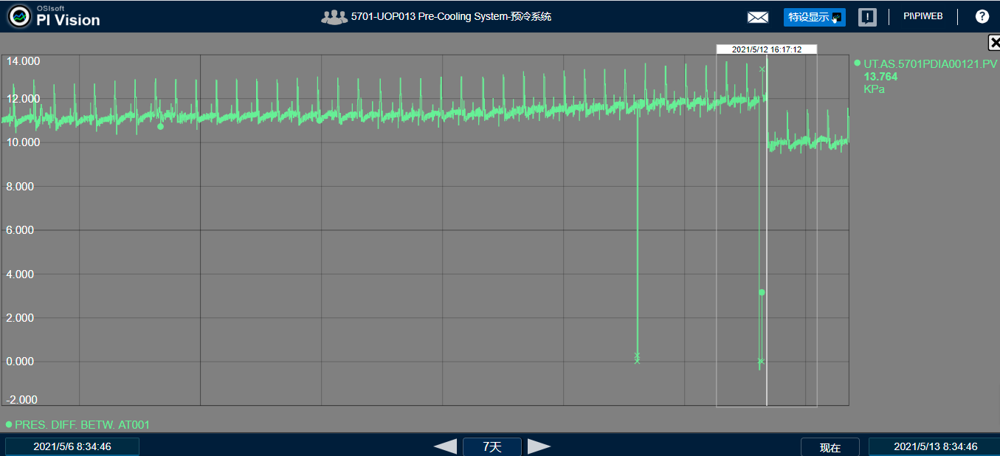 OSIsoft
PI Vision
5701-UOP013 Pre-Cooling System-预冷系统
特设显示
PI\PIWEB
?
2021/5/12 16:17:12
14.000
12.000
10.000
8.000
6.000
4.000
2.000
0.000
-2.000
UT.AS.5701PDIA00121.PV
13.764
KPa
PRES. DIFF. BETW. AT001
2021/5/6 8:34:46
7天
现在
2021/5/13 8:34:46